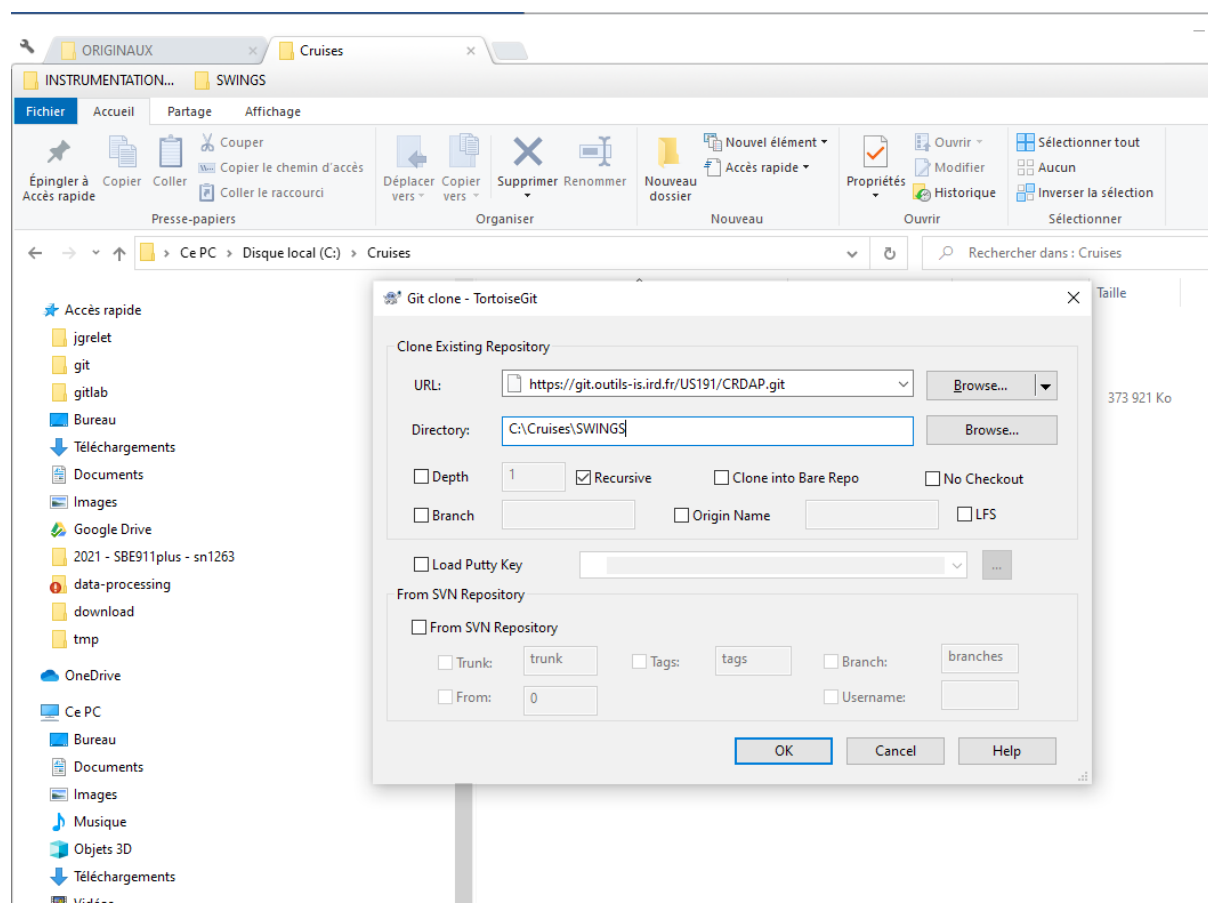 ORIGINAUX
Cruises
INSTRUMENTATION...
SWINGS
Fichier
Accueil
Partage
Affichage
Épingler à
Accès rapide
Copier
Coller
Couper
Copier le chemin d'accès
Coller le raccourci
Presse-papiers
Déplacer
vers
Copier
vers
Supprimer
Renommer
Organiser
Nouveau
dossier
Nouvel élément
Accès rapide
Nouveau
Propriétés
Ouvrir
Modifier
Historique
Ouvrir
Sélectionner tout
Aucun
Inverser la sélection
Sélectionner
Ce PC
Disque local (C:)
Cruises
Rechercher dans : Cruises
Accès rapide
jgrelet
git
gitlab
Bureau
Téléchargements
Documents
Images
Google Drive
2021 - SBE911plus - sn1263
data-processing
download
tmp
OneDrive
Ce PC
Bureau
Documents
Images
Musique
Objets 3D
Téléchargements
Vidéos
Taille
373 921 Ko
Git clone - TortoiseGit
Clone Existing Repository
URL:
https://git.outils-is.ird.fr/US191/CRDAP.git
Browse...
Directory:
C:\Cruises\SWINGS
Browse...
Depth
1
Recursive
Clone into Bare Repo
No Checkout
Branch
Origin Name
LFS
Load Putty Key
...
From SVN Repository
From SVN Repository
Trunk:
trunk
Tags:
tags
Branch:
branches
From:
0
Username:
OK
Cancel
Help